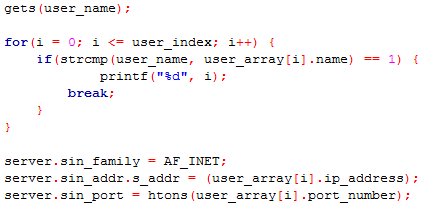 gets(user_name);
for(i = 0; i <= user_index; i++) {
if(strcmp(user_name, user_array[i].name) == 1) {
printf("%d", i);
break;
}
}
server.sin_family = AF_INET;
server.sin_addr.s_addr = (user_array[i].ip_address);
server.sin_port = htons(user_array[i].port_number);